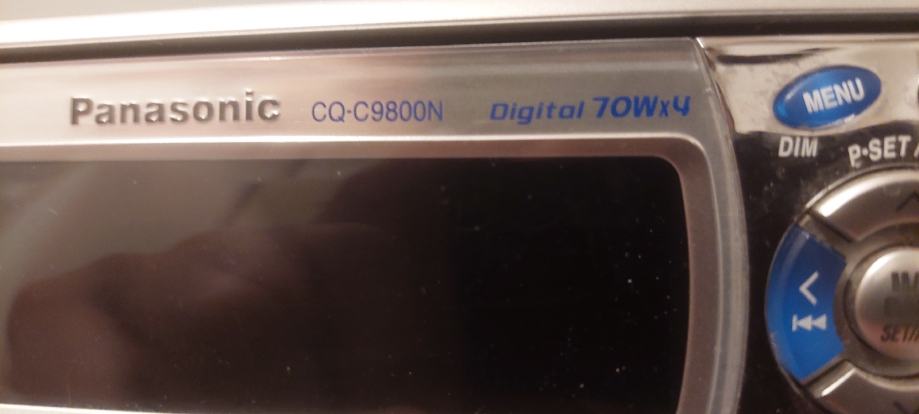 Panasonic CQ-C9800N Digital 70Wx4
MENU
DIM P·SET